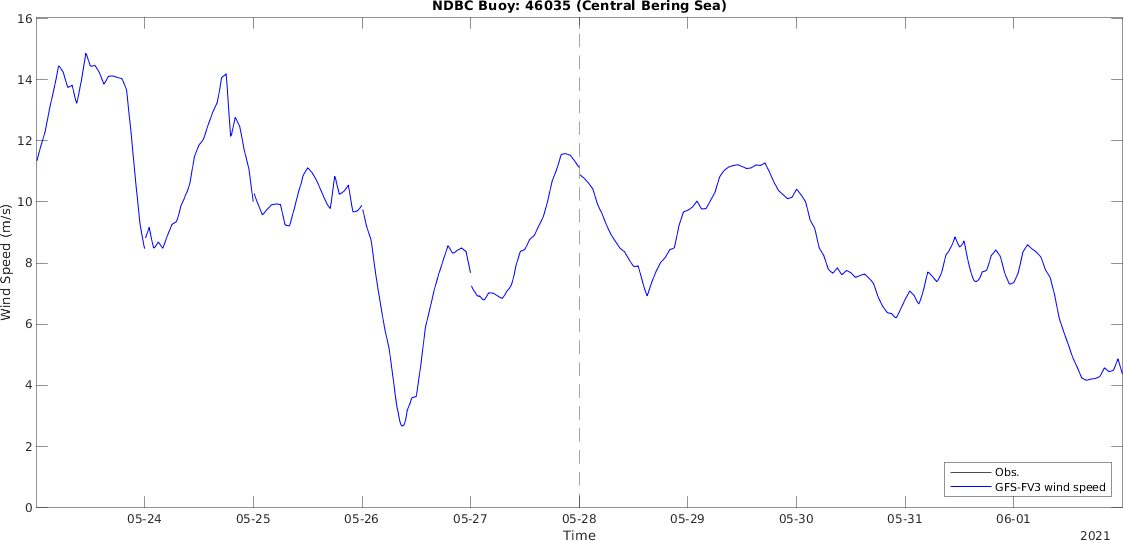 NDBC Buoy: 46035 (Central Bering Sea)
16
14
12
10
8
6
4
2
0
Wind Speed (m/s)
05-24 05-25 05-26 05-27 05-28 05-29 05-30 05-31 06-01
Time
2021
Obs.
GFS-FV3 wind speed